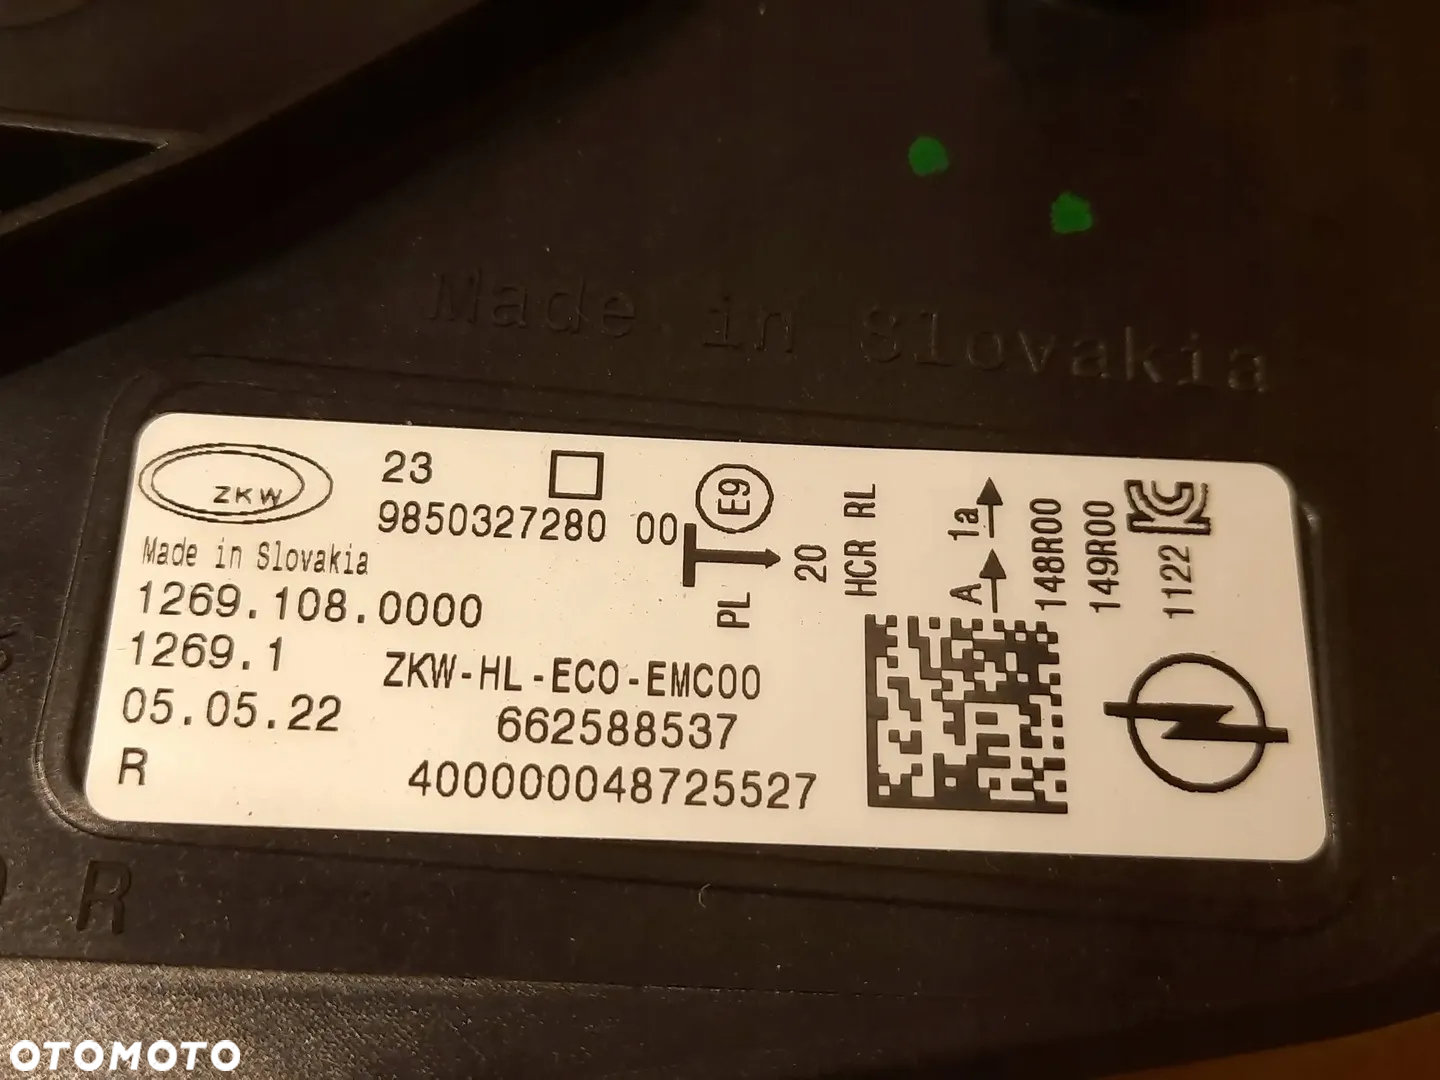 Made in Slovakia
ZKW
23
9850327280 00
Made in Slovakia
1269.108.0000
1269.1
ZKW-HL-ECO-EMC00
05.05.22
662588537
R
400000048725527
E9
PL
20
HCR RL
A 1a
148R00
149R00
1122
R
OTOMOTO